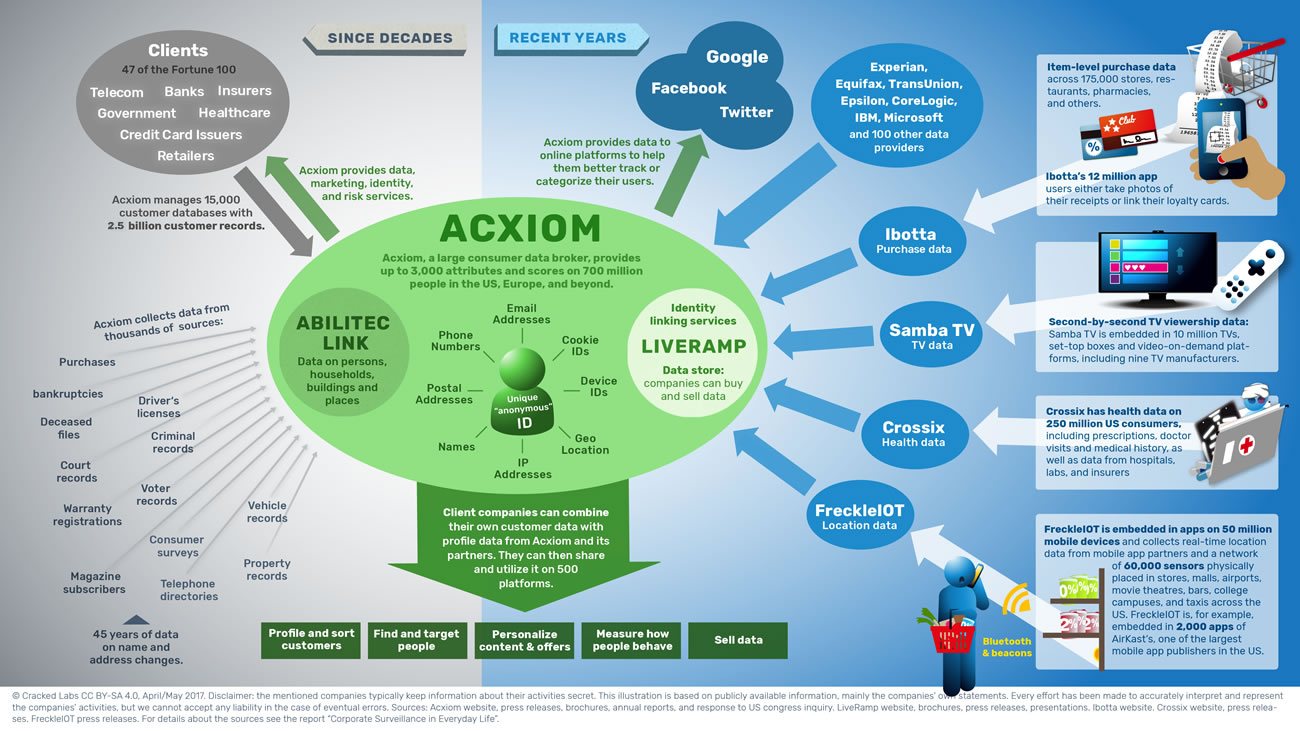 SINCE DECADES
RECENT YEARS
Clients
47 of the Fortune 100
Telecom Banks Insurers
Government Healthcare
Credit Card Issuers
Retailers
Acxiom provides data,
marketing, identity,
and risk services.
Acxiom manages 15,000
customer databases with
2.5 billion customer records.
Google
Facebook
Twitter
Acxiom provides data to
online platforms to help
them better track or
categorize their users.
Experian,
Equifax, TransUnion,
Epsilon, CoreLogic,
IBM, Microsoft
and 100 other data
providers
ACXIOM
Acxiom, a large consumer data broker, provides
up to 3,000 attributes and scores on 700 million
people in the US, Europe, and beyond.
ABILITEC
LINK
Data on persons,
households,
buildings and
places
Email
Addresses
Phone
Numbers
Cookie
IDs
Postal
Addresses
Device
IDs
Unique
"anonymous"
ID
Names
Geo
Location
IP
Addresses
Identity
linking services
LIVERAMP
Data store:
companies can buy
and sell data
Acxiom collects data from
thousands of sources:
Purchases
bankruptcies
Driver's
licenses
Deceased
files
Criminal
records
Court
records
Voter
records
Warranty
registrations
Vehicle
records
Consumer
surveys
Property
records
Magazine
subscribers
Telephone
directories
45 years of data
on name and
address changes.
Client companies can combine
their own customer data with
profile data from Acxiom and its
partners. They can then share
and utilize it on 500
platforms.
Profile and sort
customers
Find and target
people
Personalize
content & offers
Measure how
people behave
Sell data
Ibotta
Purchase data
Samba TV
TV data
Crossix
Health data
FreckleIOT
Location data
Item-level purchase data
across 175,000 stores, res-
taurants, pharmacies,
and others.
Club
%
Ibotta's 12 million app
users either take photos of
their receipts or link their loyalty cards.
Second-by-second TV viewership data:
Samba TV is embedded in 10 million TVs,
set-top boxes and video-on-demand plat-
forms, including nine TV manufacturers.
Crossix has health data on
250 million US consumers,
including prescriptions, doctor
visits and medical history, as
well as data from hospitals,
labs, and insurers
FreckleIOT is embedded in apps on 50 million
mobile devices and collects real-time location
data from mobile app partners and a network
of 60,000 sensors physically
placed in stores, malls, airports,
movie theatres, bars, college
campuses, and taxis across the
US. FreckleIOT is, for example,
embedded in 2,000 apps of
AirKast's, one of the largest
mobile app publishers in the US.
Bluetooth
& beacons
© Cracked Labs CC BY-SA 4.0, April/May 2017. Disclaimer: the mentioned companies typically keep information about their activities secret. This illustration is based on publicly available information, mainly the companies' own statements. Every effort has been made to accurately interpret and represent
the companies' activities, but we cannot accept any liability in the case of eventual errors. Sources: Acxiom website, press releases, brochures, annual reports, and response to US congress inquiry. LiveRamp website, brochures, press releases, presentations. Ibotta website. Crossix website, press relea-
ses. FreckleIOT press releases. For details about the sources see the report "Corporate Surveillance in Everyday Life".